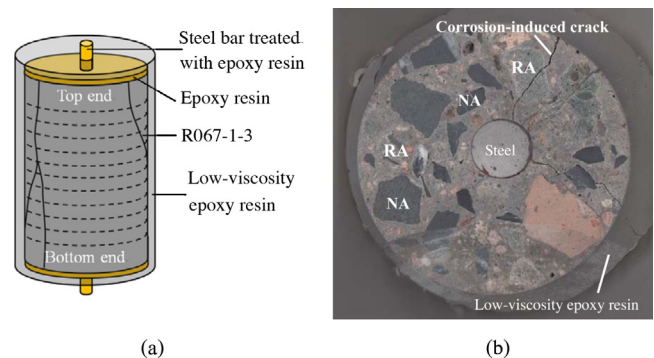 Steel bar treated
with epoxy resin
Top end
Epoxy resin
R067-1-3
Low-viscosity
epoxy resin
Bottom end
(a)
Corrosion-induced crack
RA
NA
RA
Steel
NA
Low-viscosity epoxy resin
(b)